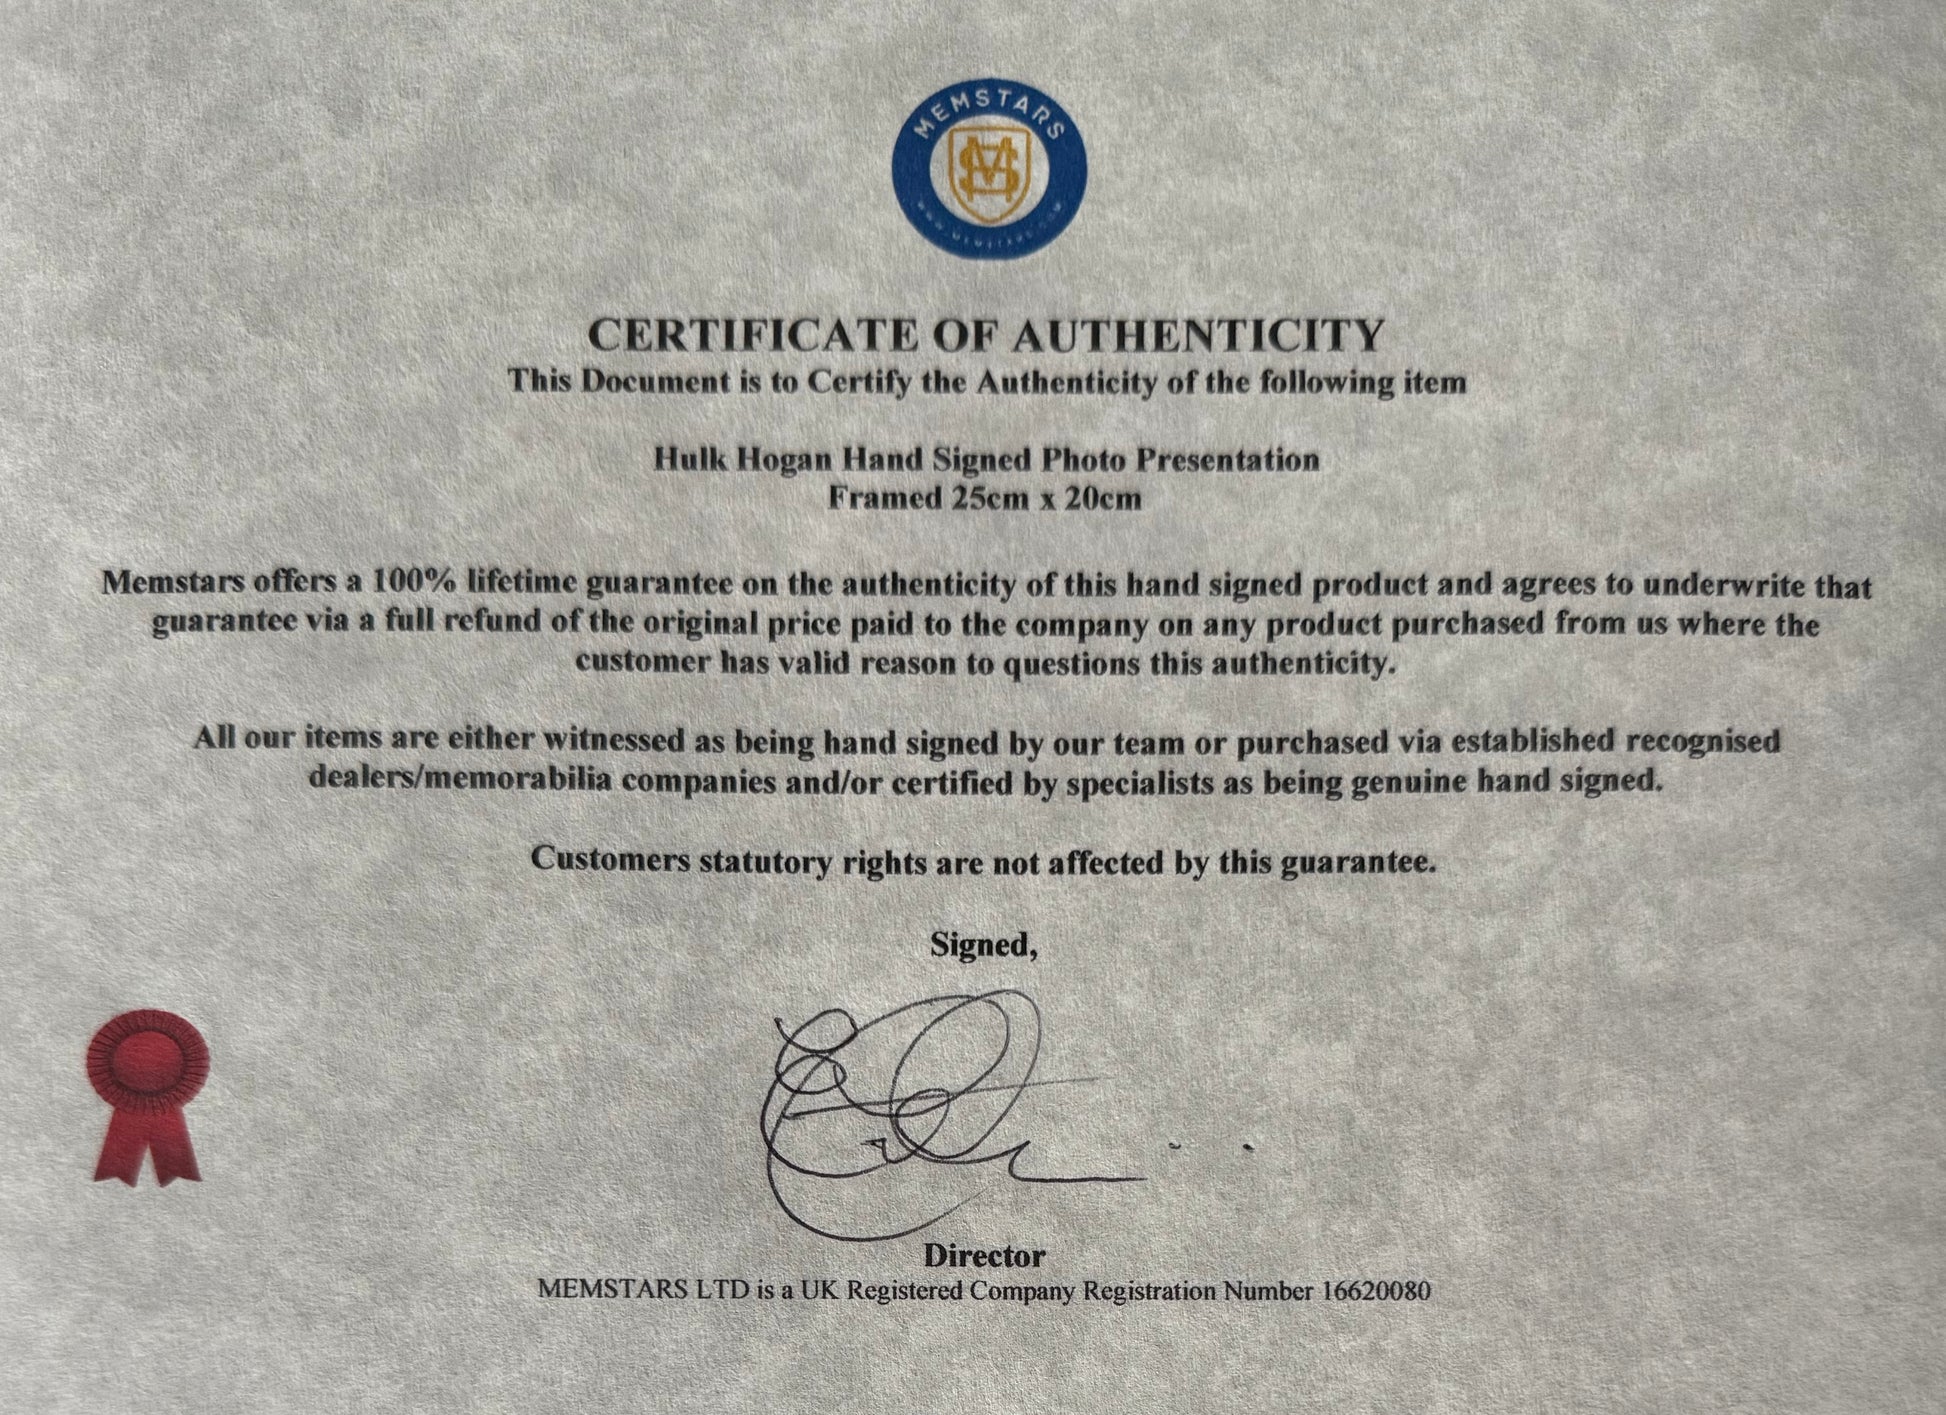 MEMSTARS
MS
CERTIFICATE OF AUTHENTICITY
This Document is to Certify the Authenticity of the following item
Hulk Hogan Hand Signed Photo Presentation
Framed 25cm x 20cm
Memstars offers a 100% lifetime guarantee on the authenticity of this hand signed product and agrees to underwrite that
guarantee via a full refund of the original price paid to the company on any product purchased from us where the
customer has valid reason to questions this authenticity.
All our items are either witnessed as being hand signed by our team or purchased via established recognised
dealers/memorabilia companies and/or certified by specialists as being genuine hand signed.
Customers statutory rights are not affected by this guarantee.
Signed,
Director
MEMSTARS LTD is a UK Registered Company Registration Number 16620080